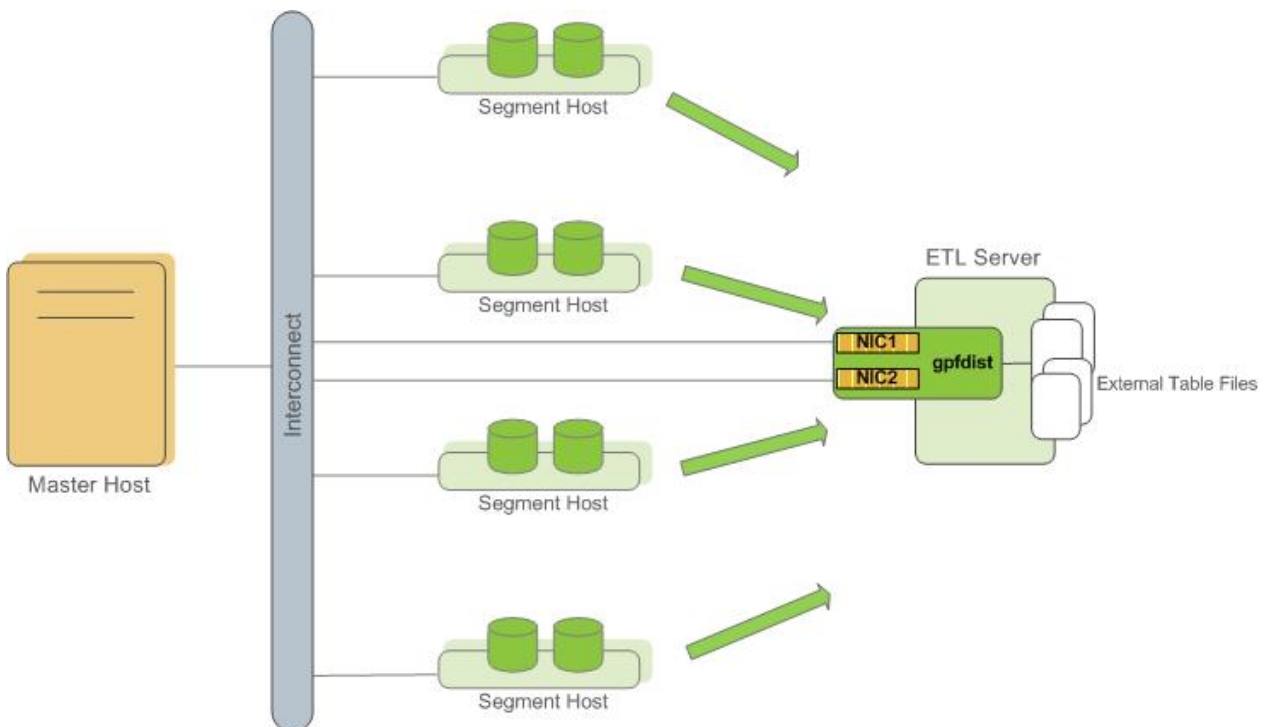 Segment Host
Segment Host
ETL Server
Interconnect
NIC1
gpfdist
NIC2
External Table Files
Master Host
Segment Host
Segment Host